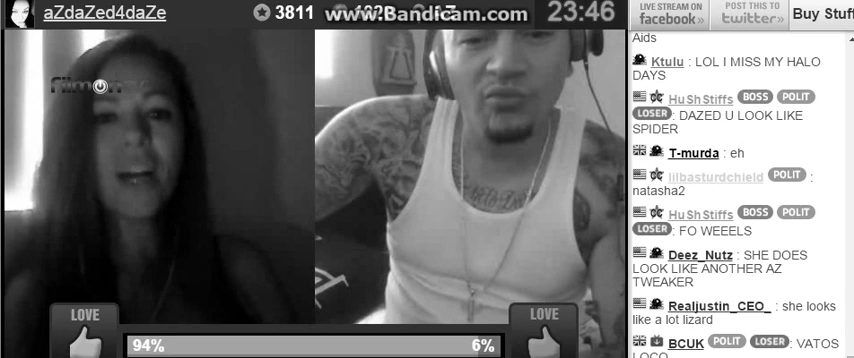 aZdaZed4daZe
3811
www.Bandicam.com
23:46
LIVE STREAM ON
facebook»
POST THIS TO
twitter»
Buy Stuf
FilmOn TV
LOVE
94%
6%
LOVE
Aids
Ktulu : LOL I MISS MY HALO
DAYS
HuShStiffs BOSS POLIT
LOSER : DAZED U LOOK LIKE
SPIDER
T-murda : eh
lilbasturdchield POLIT :
natasha2
HuShStiffs BOSS POLIT
LOSER : FO WEEELS
Deez_Nutz : SHE DOES
LOOK LIKE ANOTHER AZ
TWEAKER
Realjustin_CEO_ : she looks
like a lot lizard
BCUK POLIT LOSER : VATOS
LOCO